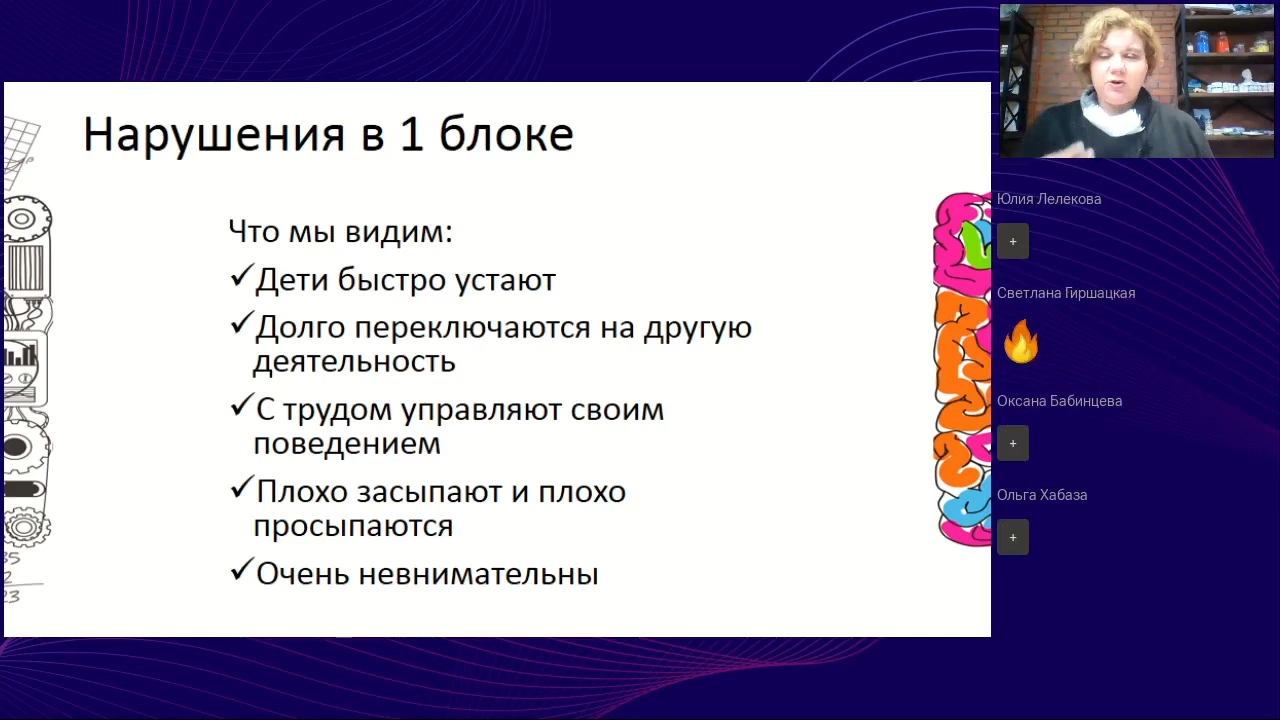 Нарушения в 1 блоке
Что мы видим:
✓Дети быстро устают
✓Долго переключаются на другую
деятельность
✓С трудом управляют своим
поведением
✓Плохо засыпают и плохо
просыпаются
✓Очень невнимательны
Юлия Лелекова
+
Светлана Гиршацкая
🔥
Оксана Бабинцева
+
Ольга Хабаза
+